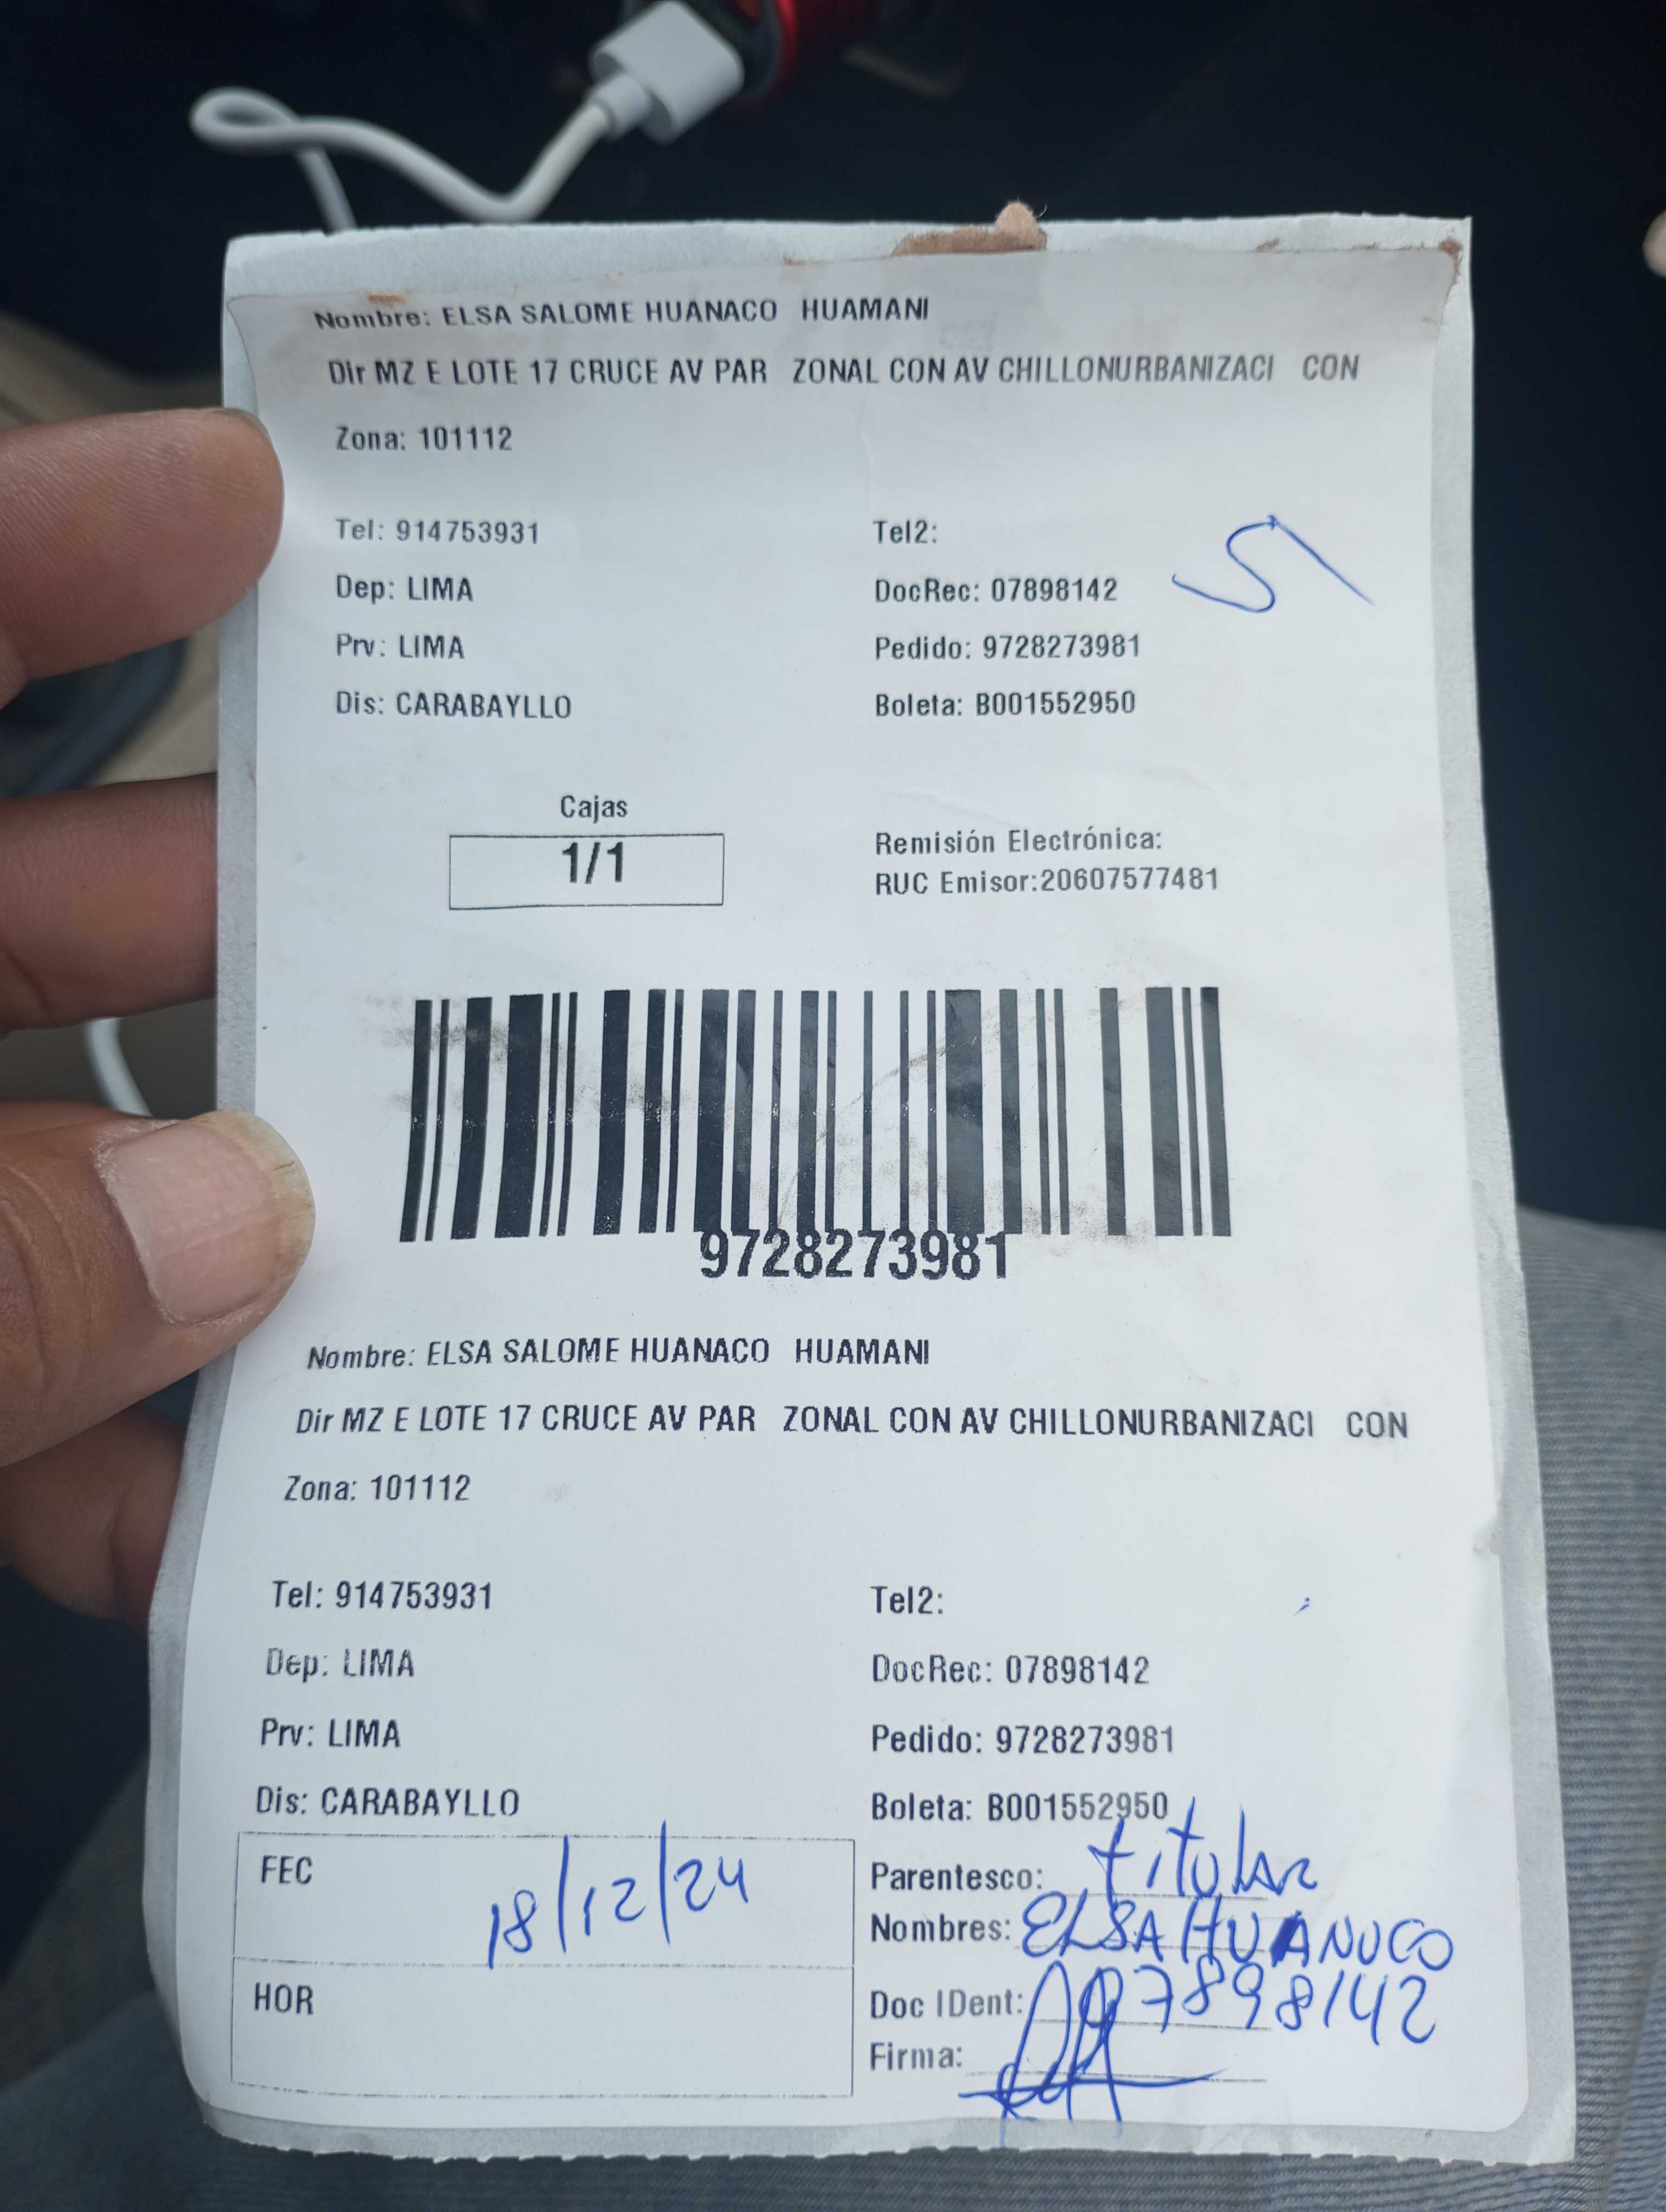 Nombre: ELSA SALOME HUANACO HUAMANI
Dir MZ E LOTE 17 CRUCE AV PAR ZONAL CON AV CHILLONURBANIZACI CON
Zona: 101112
Tel: 914753931 Tel2:
Dep: LIMA DocRec: 07898142
Prv: LIMA Pedido: 9728273981
Dis: CARABAYLLO Boleta: B001552950
Cajas
1/1
Remisión Electrónica:
RUC Emisor:20607577481
9728273981
Nombre: ELSA SALOME HUANACO HUAMANI
Dir MZ E LOTE 17 CRUCE AV PAR ZONAL CON AV CHILLONURBANIZACI CON
Zona: 101112
Tel: 914753931 Tel2:
Dep: LIMA DocRec: 07898142
Prv: LIMA Pedido: 9728273981
Dis: CARABAYLLO Boleta: B001552950
FEC 18/12/24
HOR
Parentesco: titular
Nombres: ELSA HUANUCO
Doc IDent: 07898142
Firma: